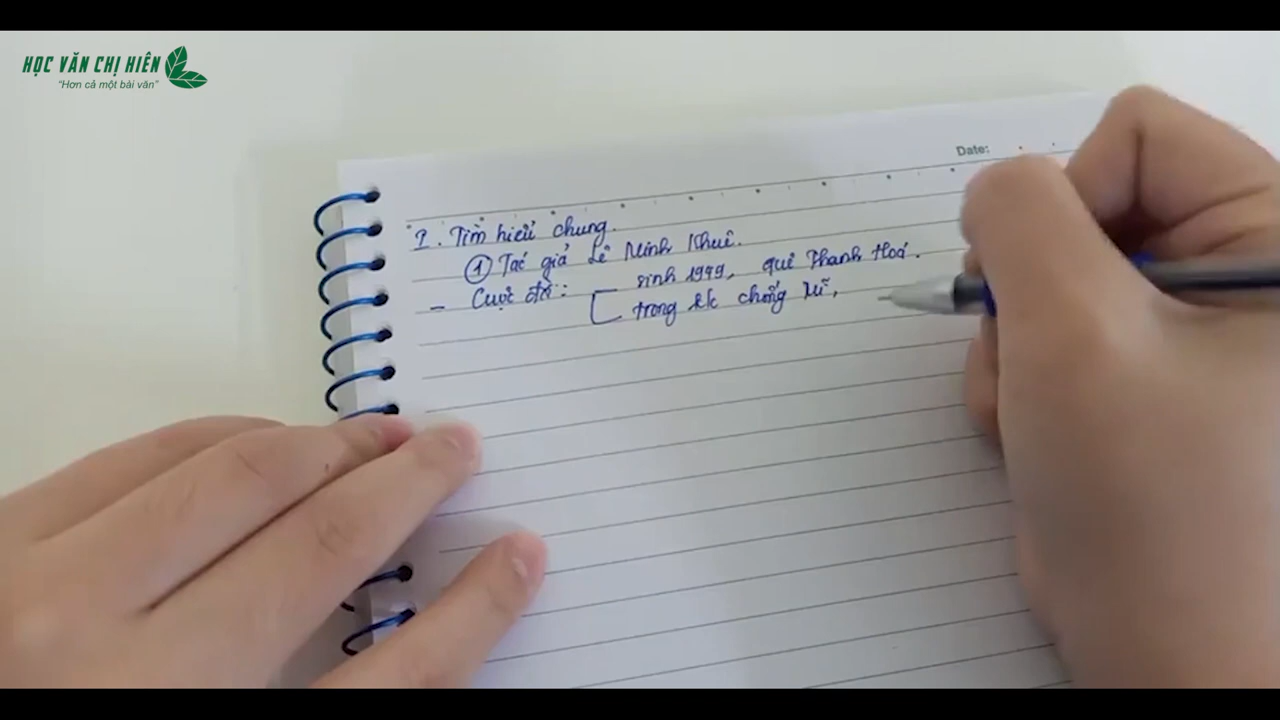 HỌC VĂN CHỊ HIÊN
"Hơn cả một bài văn"
Date:
I. Tìm hiểu chung.
① Tác giả Lê Minh Khuê.
- Cuộc đời: sinh 1949, quê Thanh Hoá.
trong kc chống Mĩ,